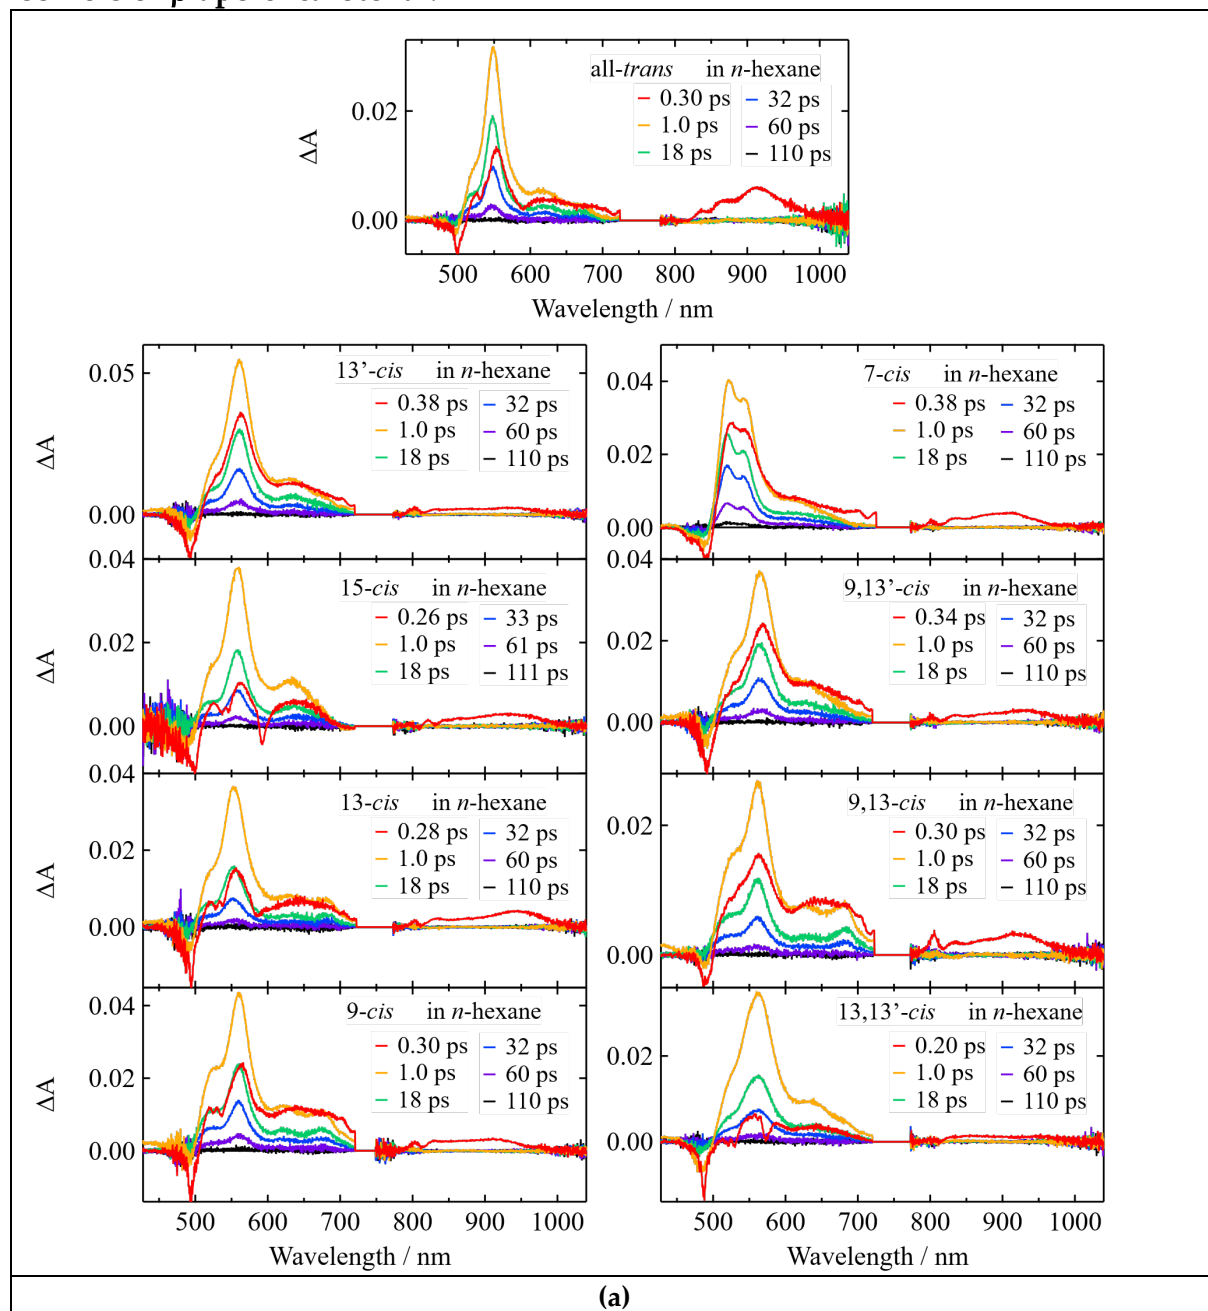 all-trans in n-hexane
0.30 ps 32 ps
1.0 ps 60 ps
18 ps 110 ps
0.02
0.00
ΔA
500 600 700 800 900 1000
Wavelength / nm
13’-cis in n-hexane
0.38 ps 32 ps
1.0 ps 60 ps
18 ps 110 ps
0.05
0.00
ΔA
7-cis in n-hexane
0.38 ps 32 ps
1.0 ps 60 ps
18 ps 110 ps
0.04
0.02
0.00
15-cis in n-hexane
0.26 ps 33 ps
1.0 ps 61 ps
18 ps 111 ps
0.04
0.02
0.00
ΔA
9,13’-cis in n-hexane
0.34 ps 32 ps
1.0 ps 60 ps
18 ps 110 ps
0.04
0.02
0.00
13-cis in n-hexane
0.28 ps 32 ps
1.0 ps 60 ps
18 ps 110 ps
0.04
0.02
0.00
ΔA
9,13-cis in n-hexane
0.30 ps 32 ps
1.0 ps 60 ps
18 ps 110 ps
0.02
0.00
9-cis in n-hexane
0.30 ps 32 ps
1.0 ps 60 ps
18 ps 110 ps
0.04
0.02
0.00
ΔA
13,13’-cis in n-hexane
0.20 ps 32 ps
1.0 ps 60 ps
18 ps 110 ps
0.02
0.00
500 600 700 800 900 1000
Wavelength / nm
500 600 700 800 900 1000
Wavelength / nm
(a)